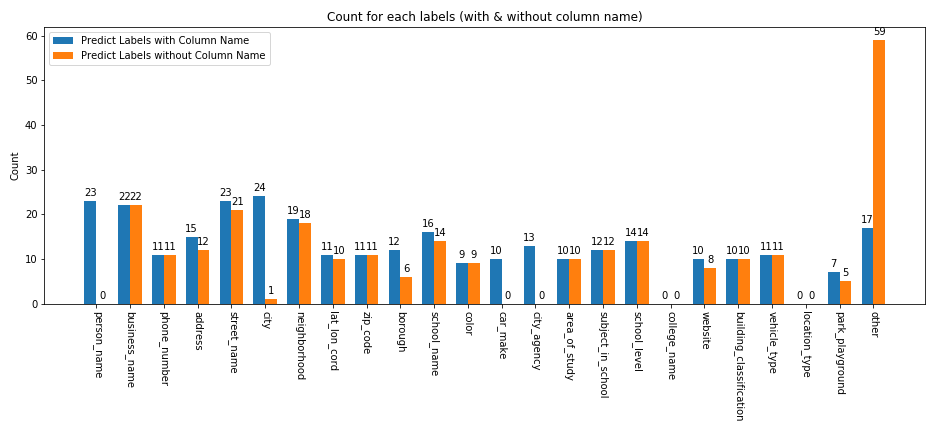 Count for each labels (with & without column name)
Predict Labels with Column Name
Predict Labels without Column Name
Count
60
50
40
30
20
10
0
23 0
22 22
11 11
15 12
23 21
24 1
19 18
11 10
11 11
12 6
16 14
9 9
10 0
13 0
10 10
12 12
14 14
0 0
10 8
10 10
11 11
0 0
7 5
17 59
person_name
business_name
phone_number
address
street_name
city
neighborhood
lat_lon_cord
zip_code
borough
school_name
color
car_make
city_agency
area_of_study
subject_in_school
school_level
college_name
website
building_classification
vehicle_type
location_type
park_playground
other